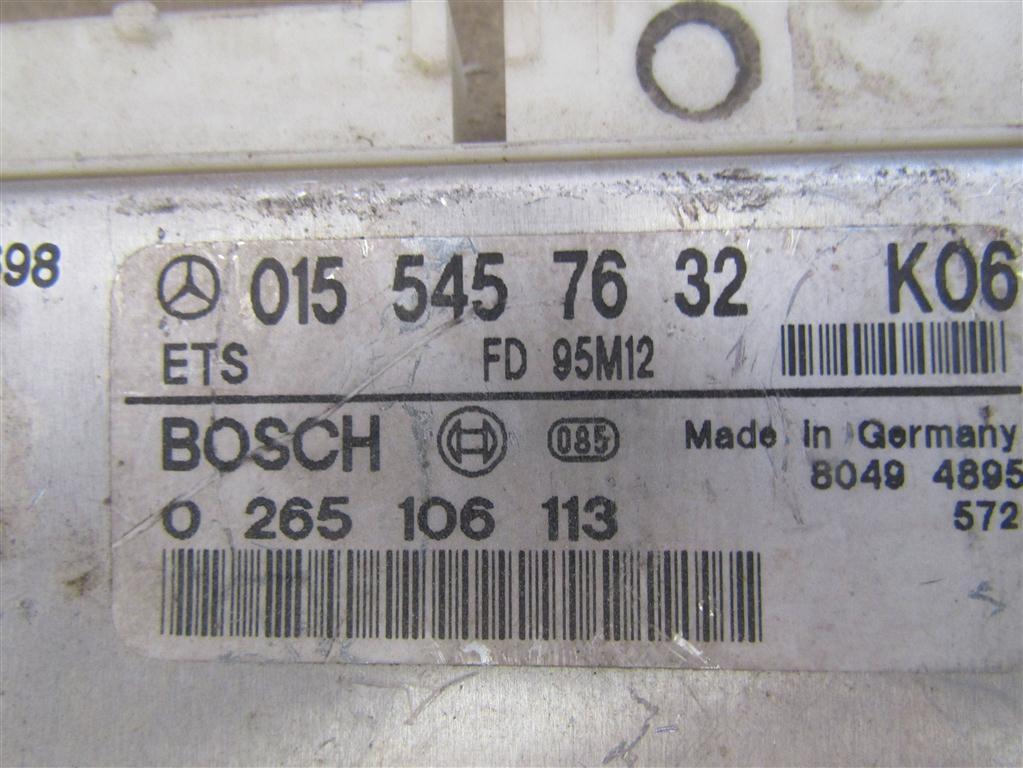 015 545 76 32 K06
ETS FD 95M12
BOSCH 085 Made in Germany
8049 4895
0 265 106 113 572